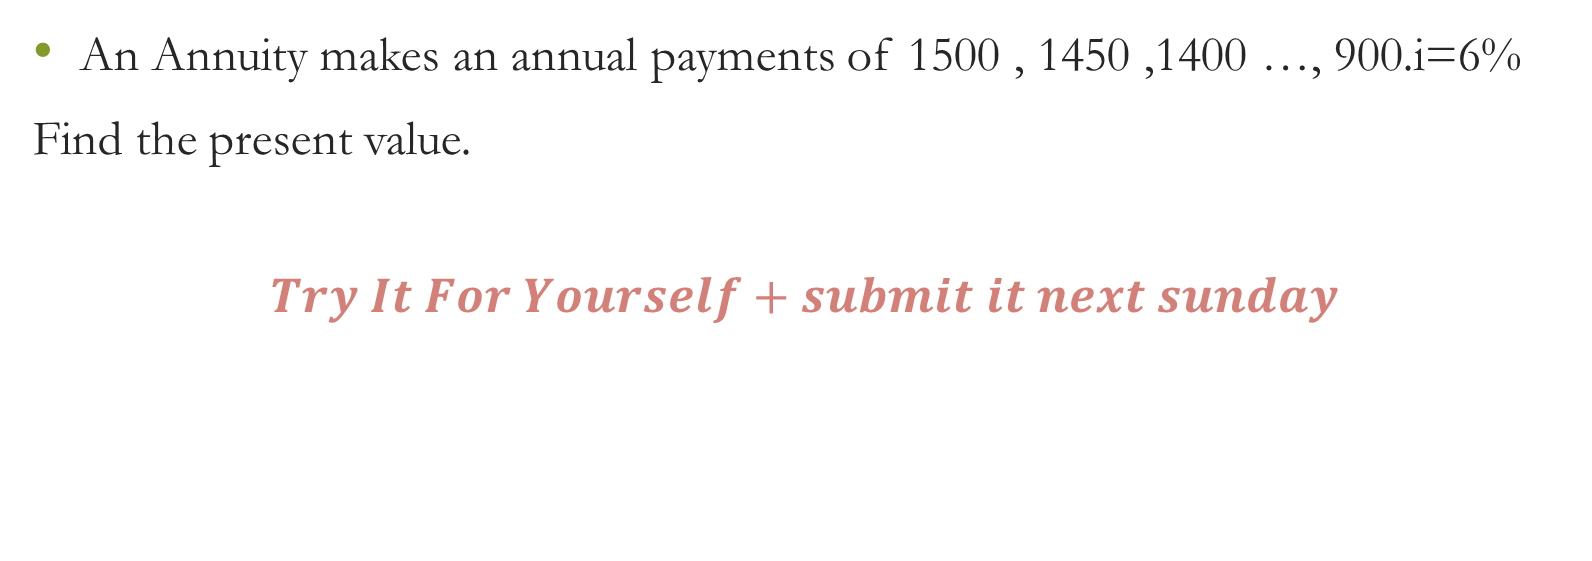 • An Annuity makes an annual payments of 1500 , 1450 ,1400 …, 900.i=6%
Find the present value.
Try It For Yourself + submit it next sunday